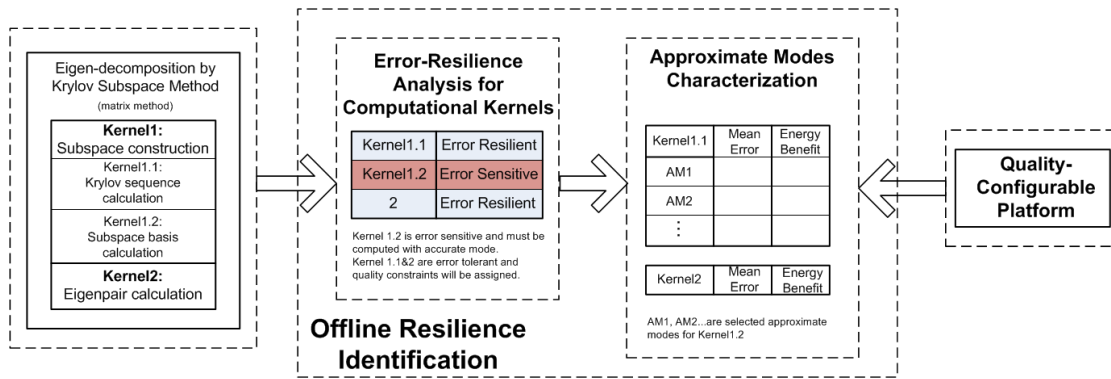 Eigen-decomposition by
Krylov Subspace Method
(matrix method)
Kernel1:
Subspace construction
Kernel1.1:
Krylov sequence
calculation
Kernel1.2:
Subspace basis
calculation
Kernel2:
Eigenpair calculation
Error-Resilience
Analysis for
Computational Kernels
Kernel1.1 Error Resilient
Kernel1.2 Error Sensitive
2 Error Resilient
Kernel 1.2 is error sensitive and must be
computed with accurate mode.
Kernel 1.1&2 are error tolerant and
quality constraints will be assigned.
Offline Resilience
Identification
Approximate Modes
Characterization
Kernel1.1 Mean Error Energy Benefit
AM1
AM2
⋮
Kernel2 Mean Error Energy Benefit
AM1, AM2...are selected approximate
modes for Kernel1.2
Quality-
Configurable
Platform